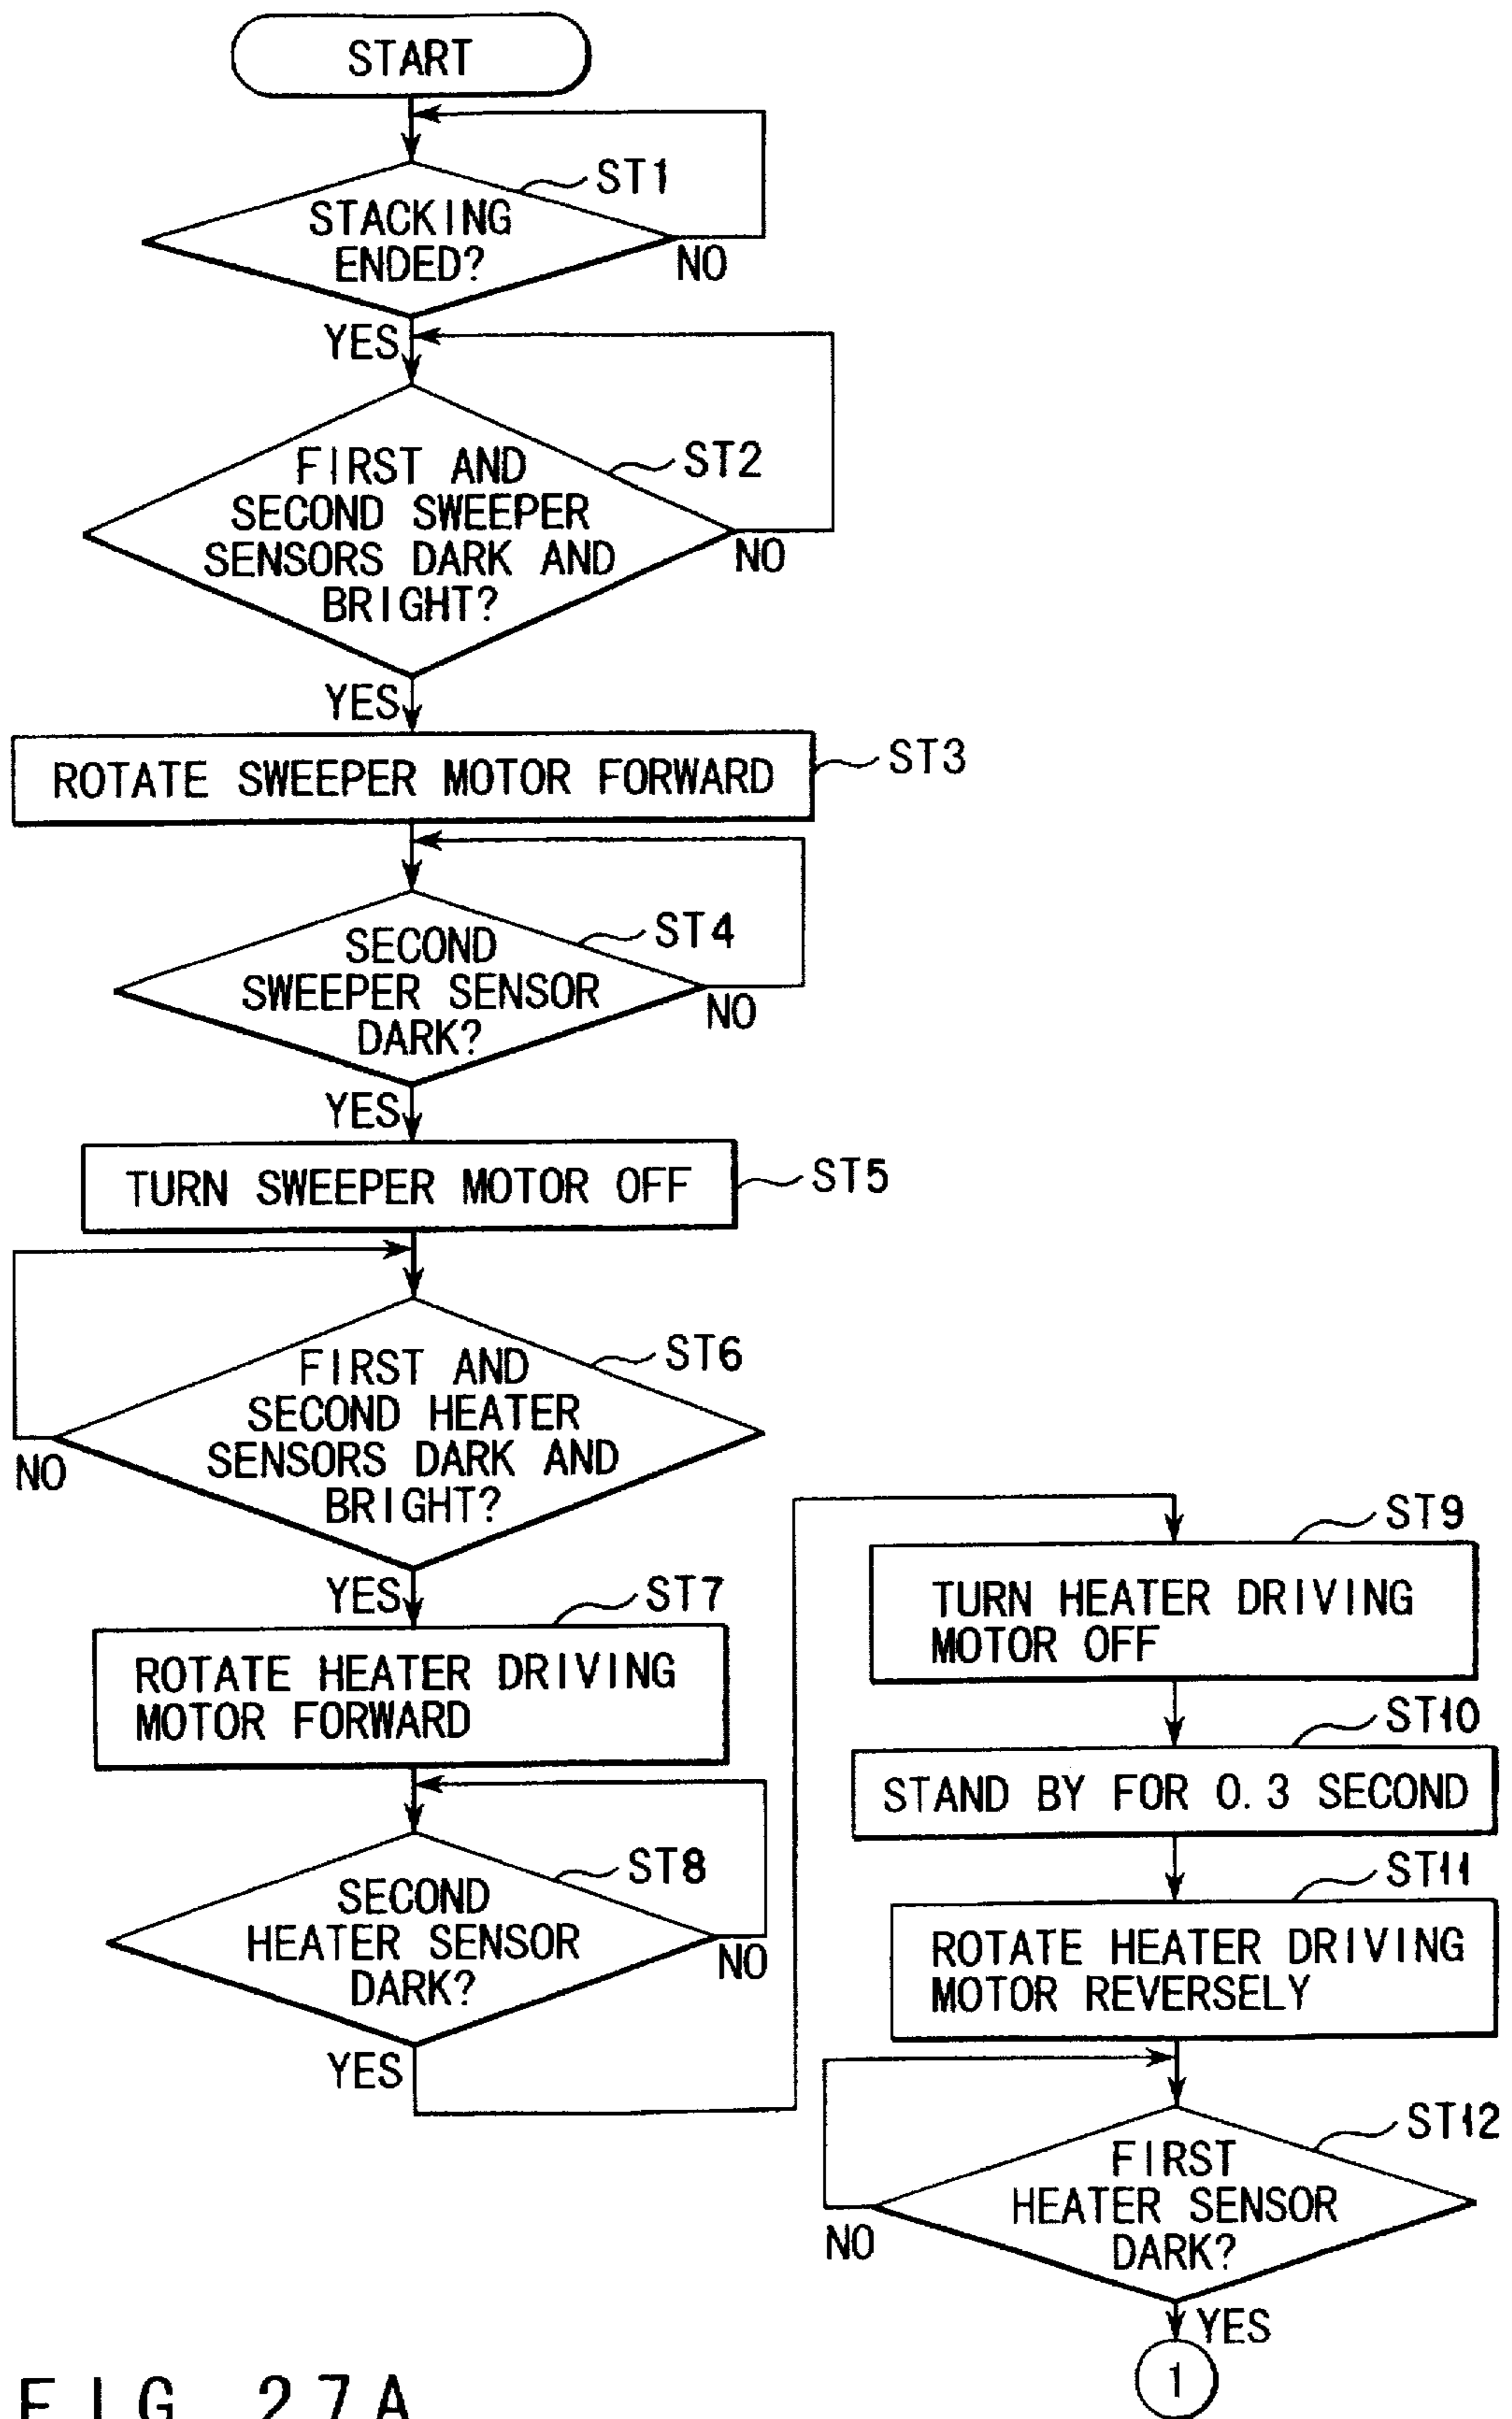 START
ST1
STACKING
ENDED?
NO
YES
ST2
FIRST AND
SECOND SWEEPER
SENSORS DARK AND
BRIGHT?
NO
YES
ROTATE SWEEPER MOTOR FORWARD
ST3
ST4
SECOND
SWEEPER SENSOR
DARK?
NO
YES
TURN SWEEPER MOTOR OFF
ST5
ST6
FIRST AND
SECOND HEATER
SENSORS DARK AND
BRIGHT?
NO
YES
ST7
ROTATE HEATER DRIVING
MOTOR FORWARD
ST8
SECOND
HEATER SENSOR
DARK?
NO
YES
ST9
TURN HEATER DRIVING
MOTOR OFF
ST10
STAND BY FOR 0.3 SECOND
ST11
ROTATE HEATER DRIVING
MOTOR REVERSELY
ST12
FIRST
HEATER SENSOR
DARK?
NO
YES
1
FIG. 27A